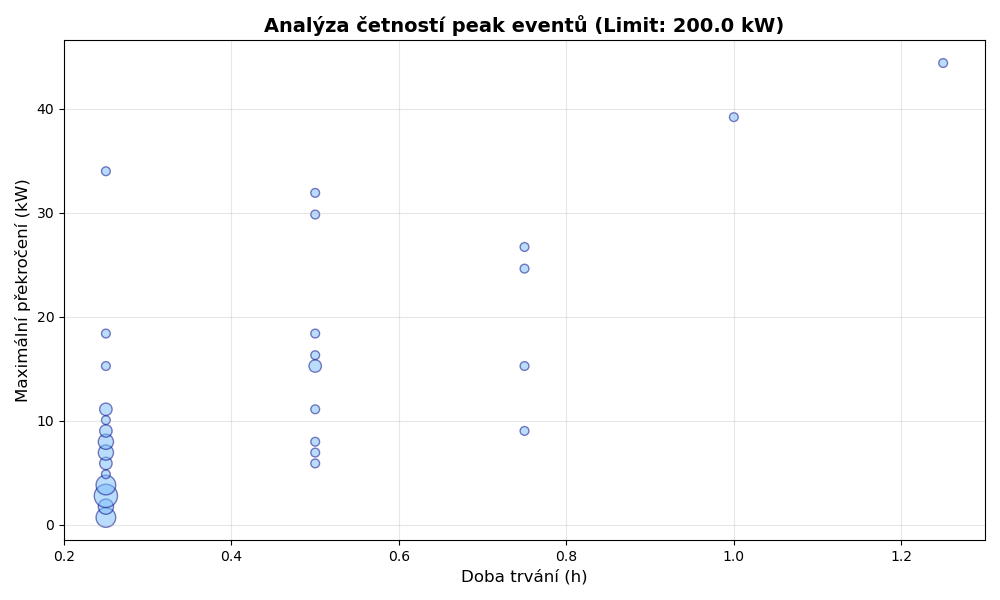 Analýza četností peak eventů (Limit: 200.0 kW)
Maximální překročení (kW)
40
30
20
10
0
0.2 0.4 0.6 0.8 1.0 1.2
Doba trvání (h)